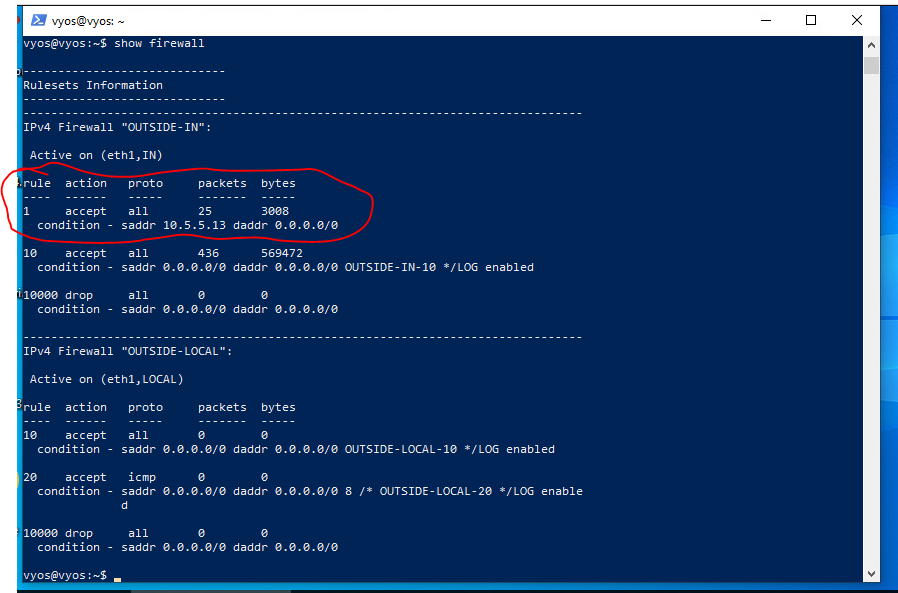 vyos@vyos: ~
vyos@vyos:~$ show firewall
-----------------------------
Rulesets Information
-----------------------------
--------------------------------------------------------------------------------
IPv4 Firewall "OUTSIDE-IN":
Active on (eth1,IN)
rule action proto packets bytes
---- ------ ----- ------- -----
1 accept all 25 3008
condition - saddr 10.5.5.13 daddr 0.0.0.0/0
10 accept all 436 569472
condition - saddr 0.0.0.0/0 daddr 0.0.0.0/0 OUTSIDE-IN-10 */LOG enabled
10000 drop all 0 0
condition - saddr 0.0.0.0/0 daddr 0.0.0.0/0
--------------------------------------------------------------------------------
IPv4 Firewall "OUTSIDE-LOCAL":
Active on (eth1,LOCAL)
rule action proto packets bytes
---- ------ ----- ------- -----
10 accept all 0 0
condition - saddr 0.0.0.0/0 daddr 0.0.0.0/0 OUTSIDE-LOCAL-10 */LOG enabled
20 accept icmp 0 0
condition - saddr 0.0.0.0/0 daddr 0.0.0.0/0 8 /* OUTSIDE-LOCAL-20 */LOG enable
d
10000 drop all 0 0
condition - saddr 0.0.0.0/0 daddr 0.0.0.0/0
vyos@vyos:~$